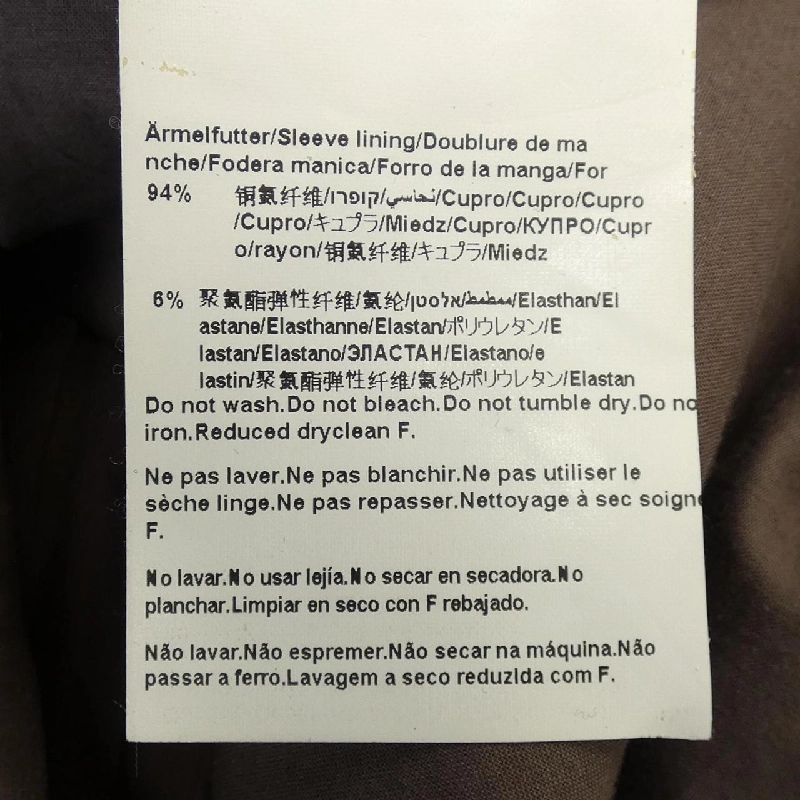 Ärmelfutter/Sleeve lining/Doublure de ma
nche/Fodera manica/Forro de la manga/For
94% 铜氨纤维/קופרו/نحاسي/Cupro/Cupro/Cupro
/Cupro/キュプラ/Miedz/Cupro/КУПРО/Cupr
o/rayon/铜氨纤维/キュプラ/Miedz
6% 聚氨酯弹性纤维/氨纶/אלסטן/مطاط/Elasthan/El
astane/Elasthanne/Elastan/ポリウレタン/E
lastan/Elastano/ЭЛАСТАН/Elastano/e
lastin/聚氨酯弹性纤维/氨纶/ポリウレタン/Elastan
Do not wash.Do not bleach.Do not tumble dry.Do no
iron.Reduced dryclean F.
Ne pas laver.Ne pas blanchir.Ne pas utiliser le
sèche linge.Ne pas repasser.Nettoyage à sec soigne
F.
No lavar.No usar lejía.No secar en secadora.No
planchar.Limpiar en seco con F rebajado.
Não lavar.Não espremer.Não secar na máquina.Não
passar a ferro.Lavagem a seco reduzida com F.